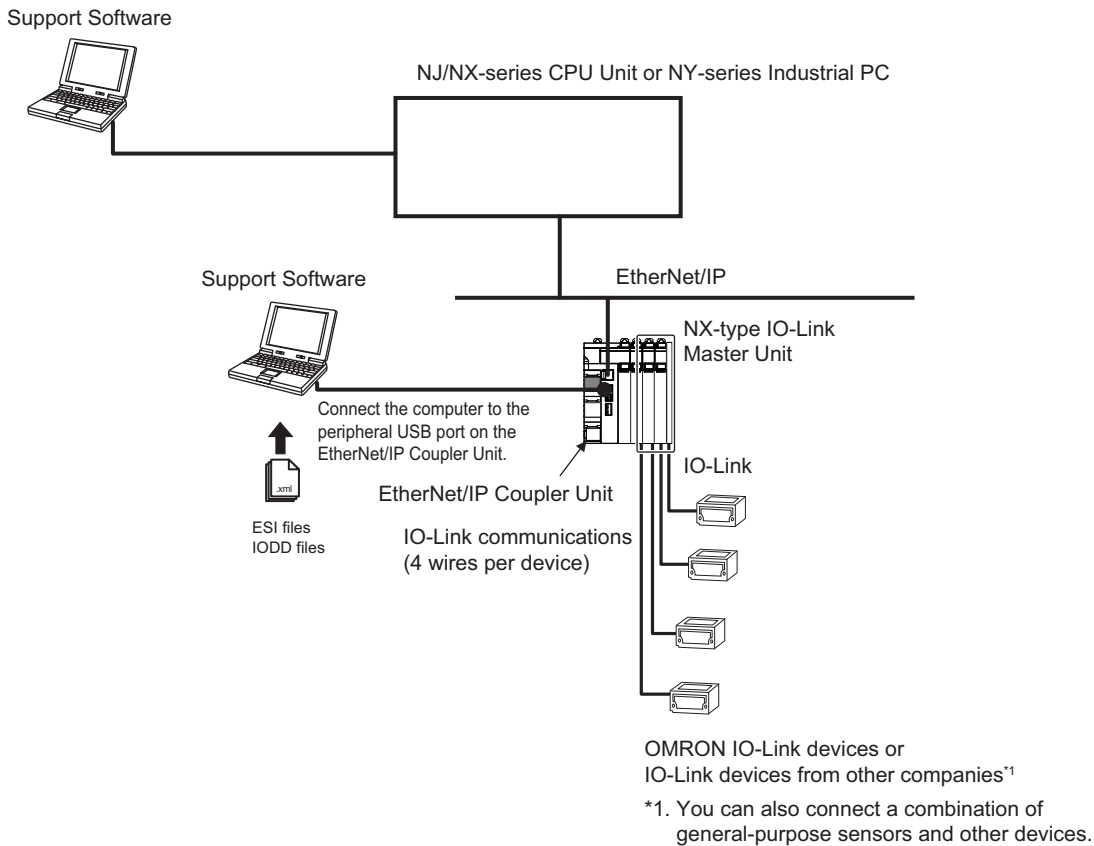 Support Software
NJ/NX-series CPU Unit or NY-series Industrial PC
Support Software
EtherNet/IP
NX-type IO-Link
Master Unit
Connect the computer to the
peripheral USB port on the
EtherNet/IP Coupler Unit.
.xml
ESI files
IODD files
EtherNet/IP Coupler Unit
IO-Link
IO-Link communications
(4 wires per device)
OMRON IO-Link devices or
IO-Link devices from other companies*1
*1. You can also connect a combination of
general-purpose sensors and other devices.